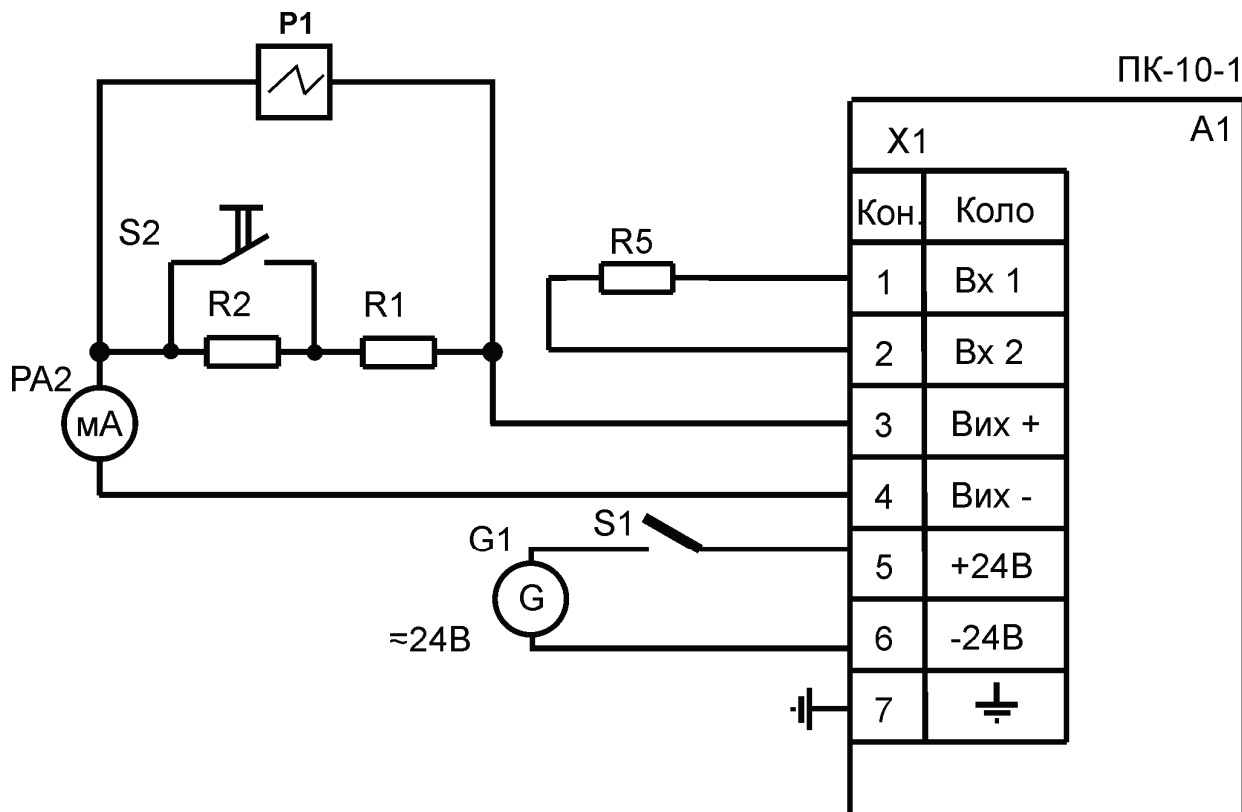 P1
ПК-10-1
А1
X1
S2
R5
Кон. Коло
R2
R1
1 Вх 1
2 Вх 2
PA2
мА
3 Вих +
4 Вих -
S1
G1
5 +24В
G
≈24В
6 -24В
7